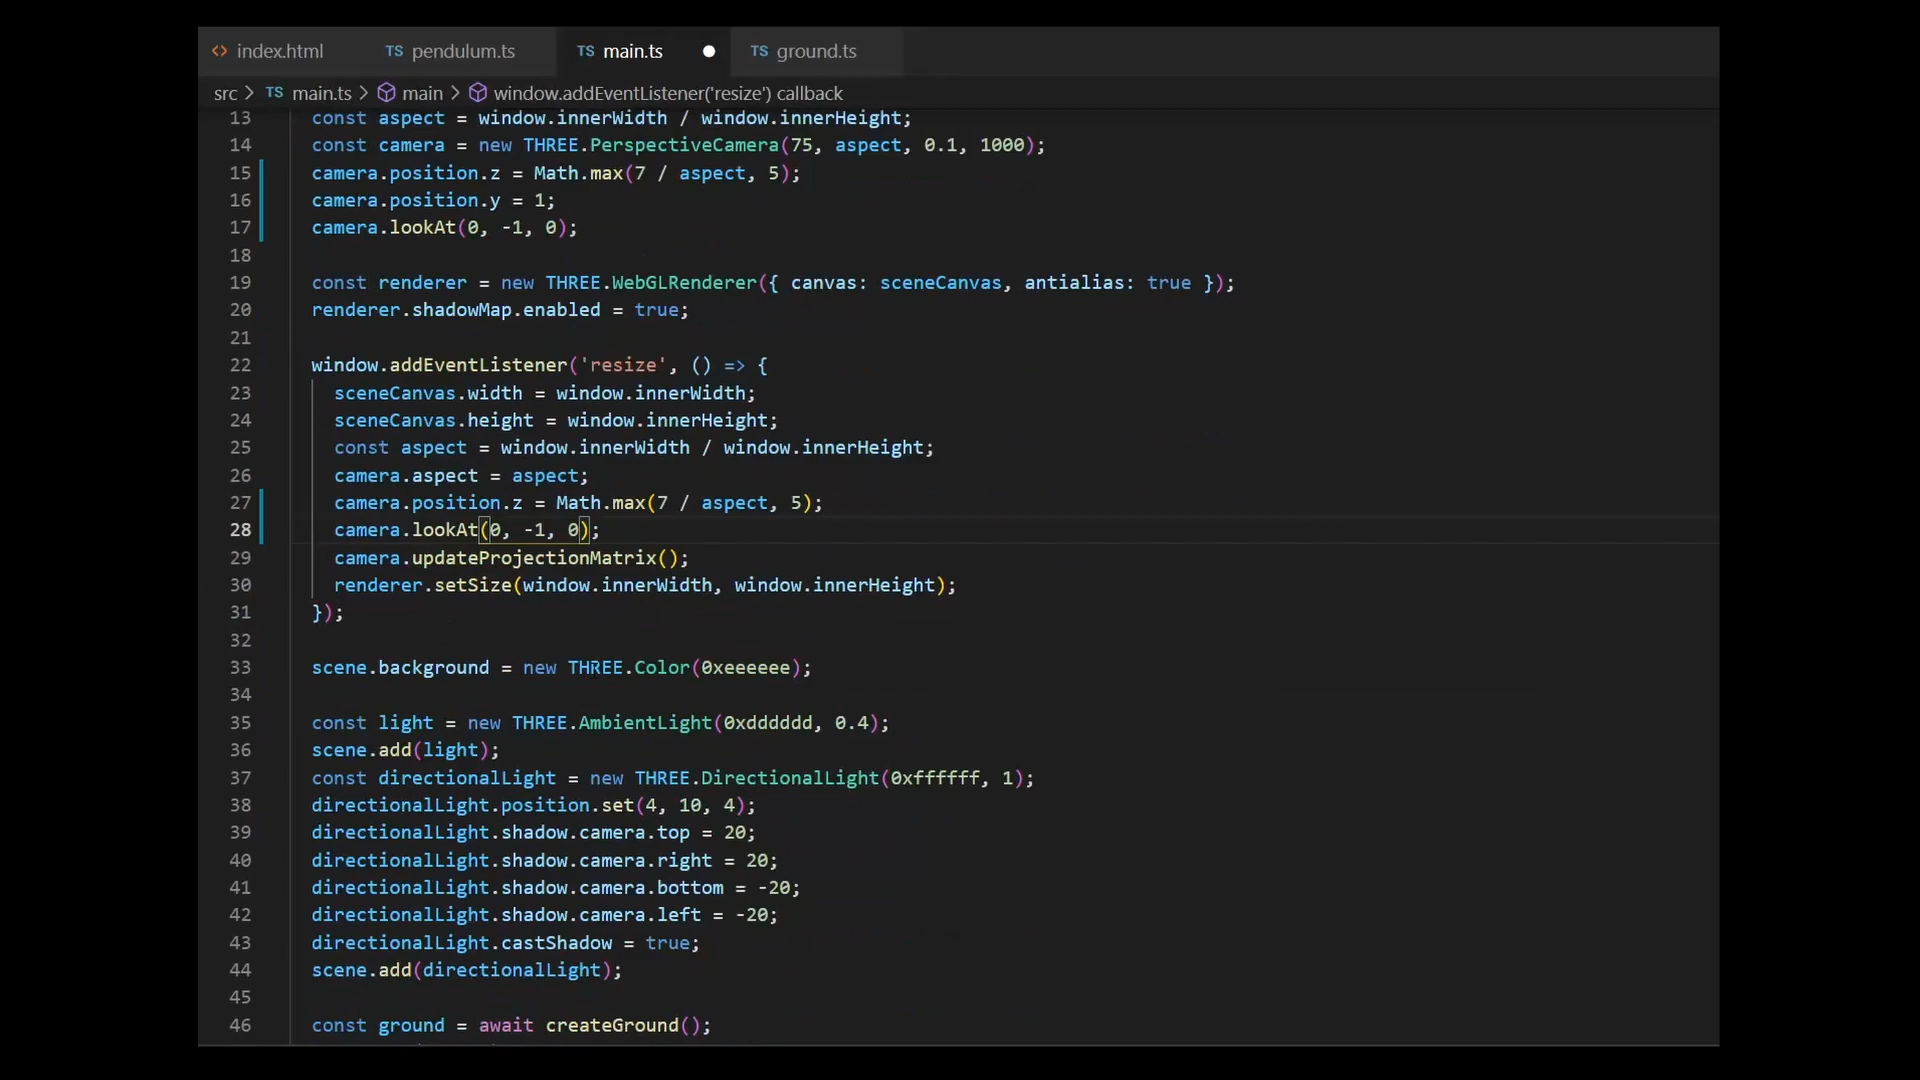 index.html TS pendulum.ts TS main.ts TS ground.ts
src > TS main.ts > main > window.addEventListener('resize') callback
13 const aspect = window.innerWidth / window.innerHeight;
14 const camera = new THREE.PerspectiveCamera(75, aspect, 0.1, 1000);
15 camera.position.z = Math.max(7 / aspect, 5);
16 camera.position.y = 1;
17 camera.lookAt(0, -1, 0);
18
19 const renderer = new THREE.WebGLRenderer({ canvas: sceneCanvas, antialias: true });
20 renderer.shadowMap.enabled = true;
21
22 window.addEventListener('resize', () => {
23 sceneCanvas.width = window.innerWidth;
24 sceneCanvas.height = window.innerHeight;
25 const aspect = window.innerWidth / window.innerHeight;
26 camera.aspect = aspect;
27 camera.position.z = Math.max(7 / aspect, 5);
28 camera.lookAt(0, -1, 0);
29 camera.updateProjectionMatrix();
30 renderer.setSize(window.innerWidth, window.innerHeight);
31 });
32
33 scene.background = new THREE.Color(0xeeeeee);
34
35 const light = new THREE.AmbientLight(0xdddddd, 0.4);
36 scene.add(light);
37 const directionalLight = new THREE.DirectionalLight(0xffffff, 1);
38 directionalLight.position.set(4, 10, 4);
39 directionalLight.shadow.camera.top = 20;
40 directionalLight.shadow.camera.right = 20;
41 directionalLight.shadow.camera.bottom = -20;
42 directionalLight.shadow.camera.left = -20;
43 directionalLight.castShadow = true;
44 scene.add(directionalLight);
45
46 const ground = await createGround();